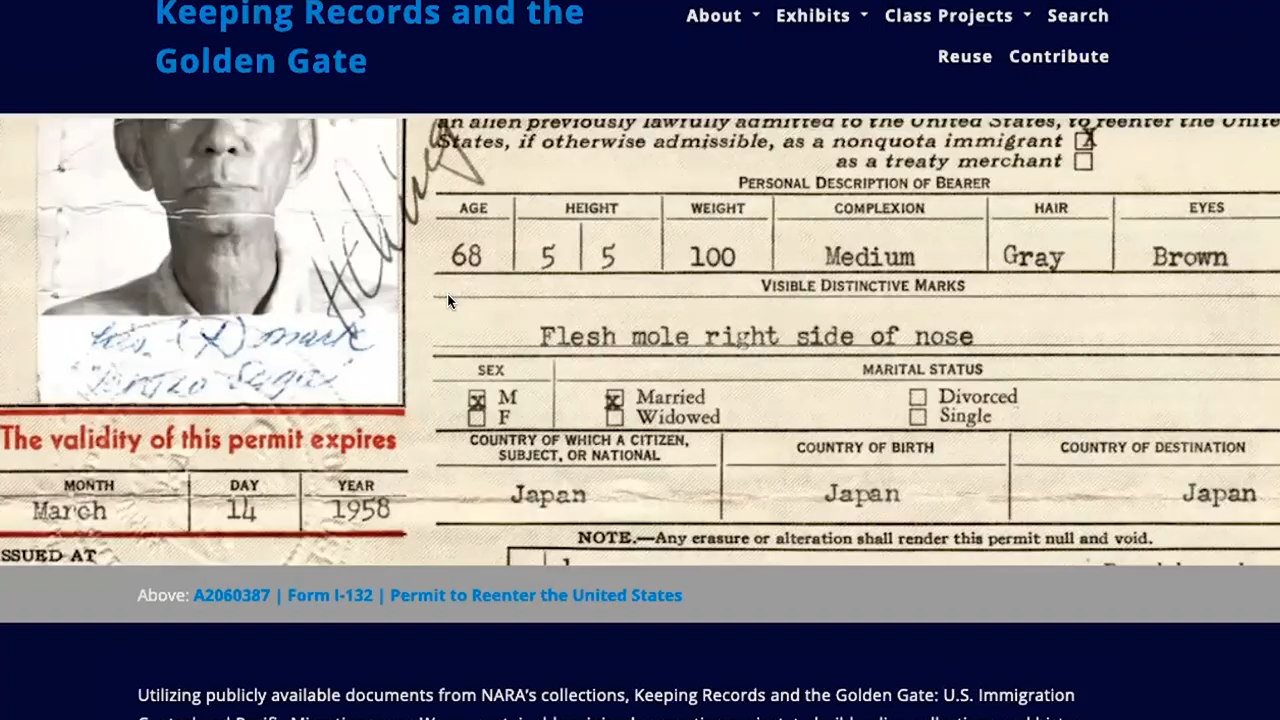 Keeping Records and the
Golden Gate
About Exhibits Class Projects Search
Reuse Contribute
an alien previously lawfully admitted to the United States, to reenter the Unite
States, if otherwise admissible, as a nonquota immigrant X
as a treaty merchant
PERSONAL DESCRIPTION OF BEARER
AGE HEIGHT WEIGHT COMPLEXION HAIR EYES
68 5 5 100 Medium Gray Brown
VISIBLE DISTINCTIVE MARKS
Flesh mole right side of nose
SEX MARITAL STATUS
x M x Married Divorced
F Widowed Single
(X) mark
The validity of this permit expires
MONTH DAY YEAR
March 14 1958
SSUED AT
COUNTRY OF WHICH A CITIZEN,
SUBJECT, OR NATIONAL
COUNTRY OF BIRTH COUNTRY OF DESTINATION
Japan Japan Japan
NOTE.—Any erasure or alteration shall render this permit null and void.
Above: A2060387 | Form I-132 | Permit to Reenter the United States
Utilizing publicly available documents from NARA's collections, Keeping Records and the Golden Gate: U.S. Immigration